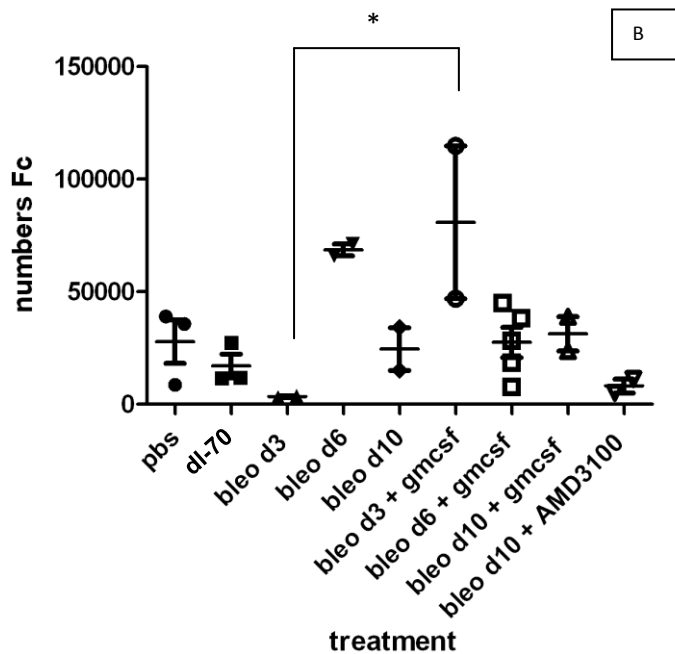 *
B
150000
100000
50000
0
numbers Fc
pbs
dl-70
bleo d3
bleo d6
bleo d10
bleo d3 + gmcsf
bleo d6 + gmcsf
bleo d10 + gmcsf
bleo d10 + AMD3100
treatment